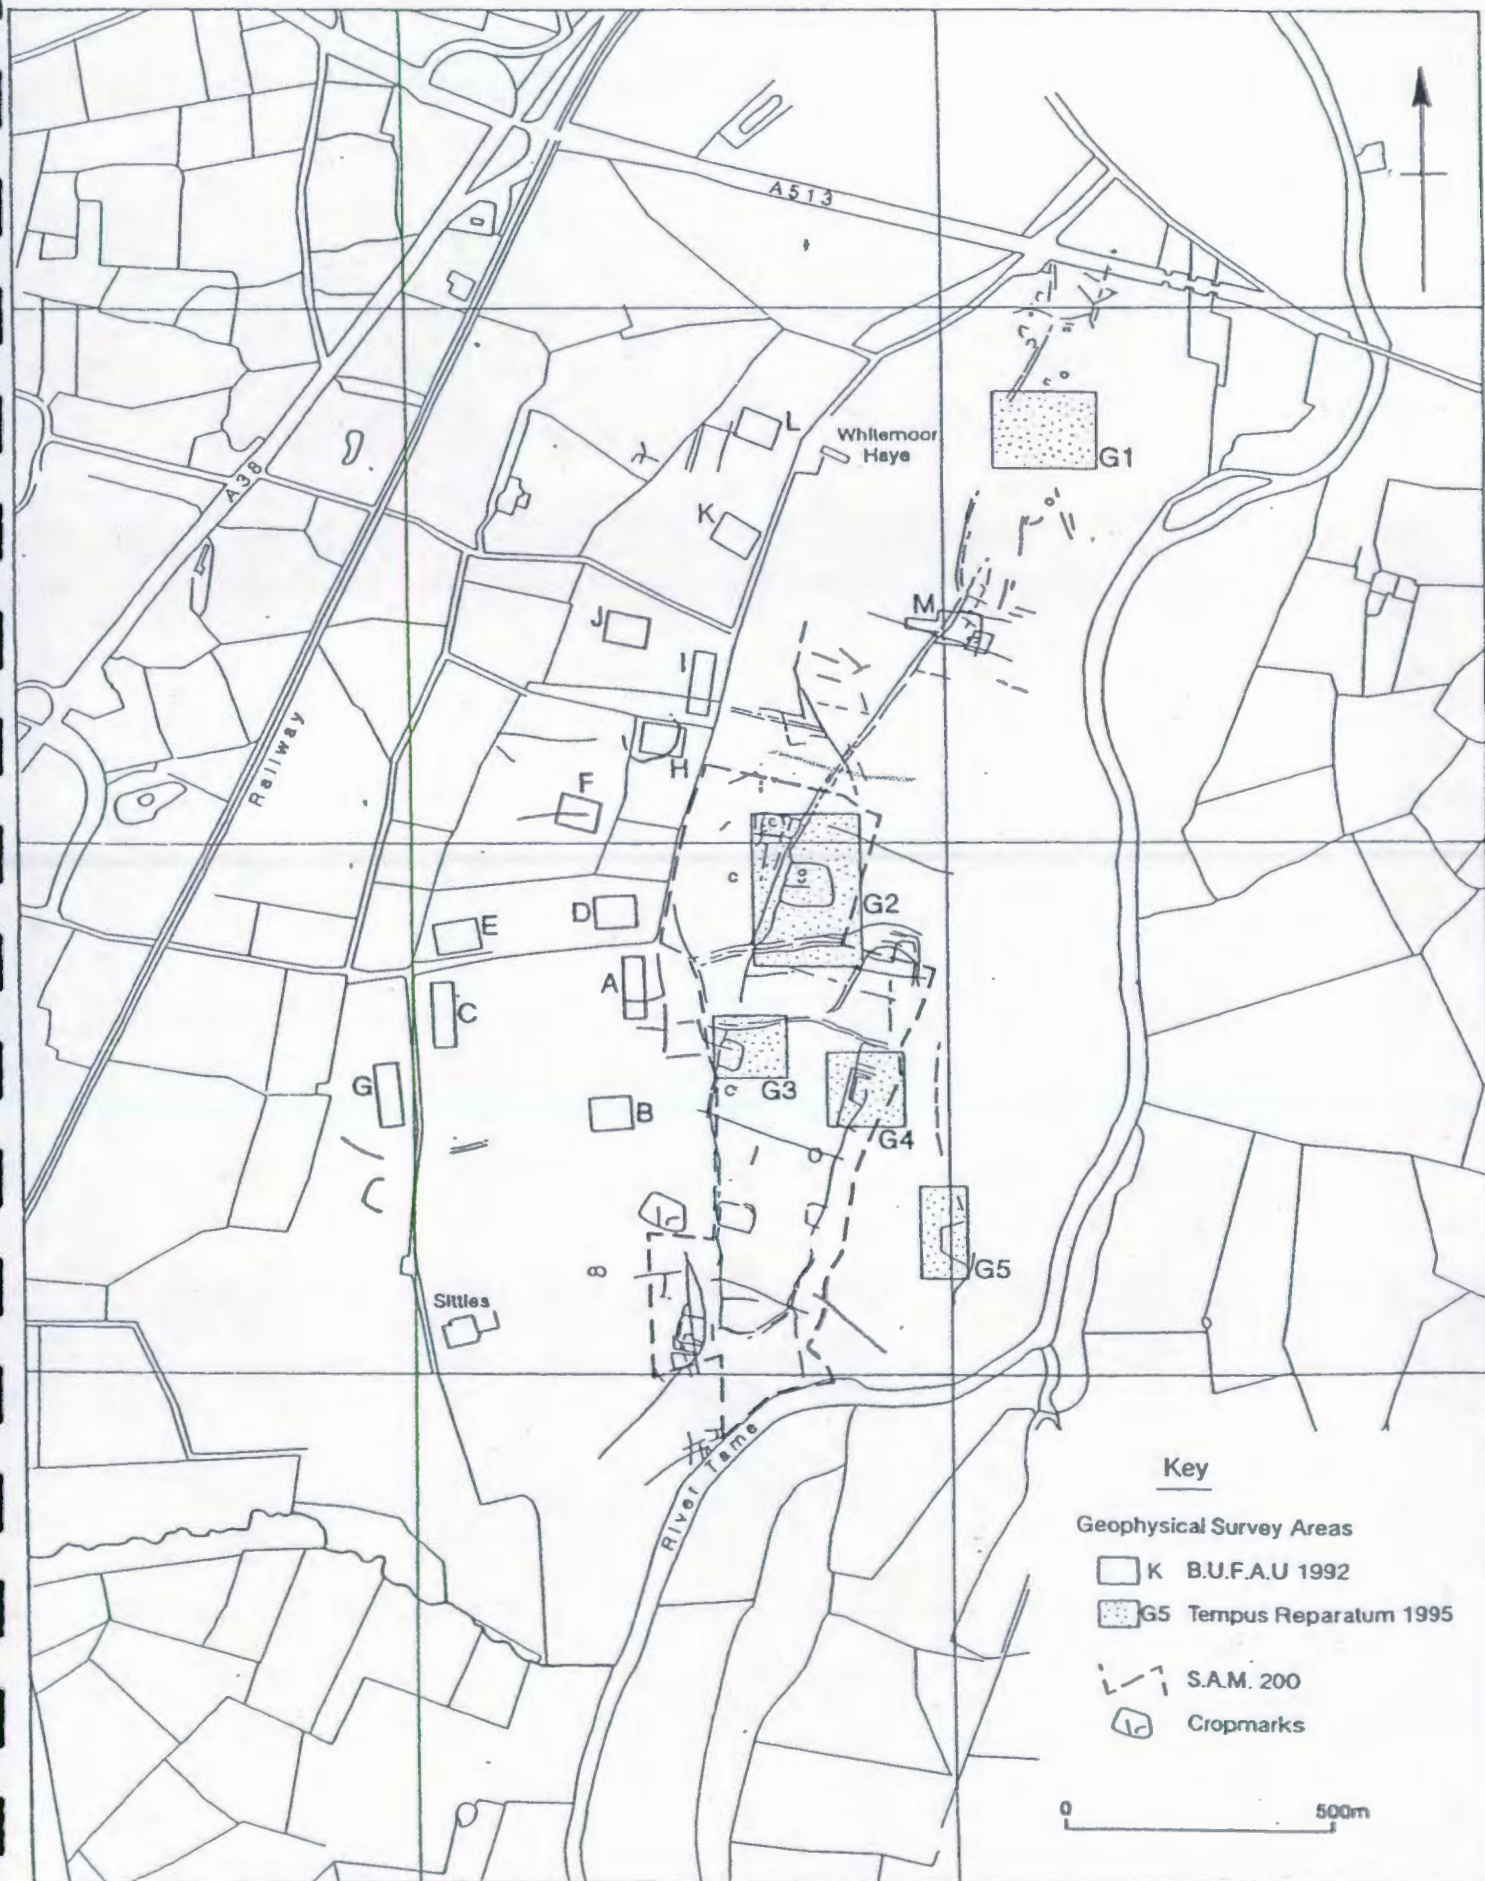 A513
L
Whitemoor
Haye
G1
A38
K
M
J
I
Railway
H
F
G2
D
E
A
C
G3
G
B
G4
G5
Sittles
River Tame
Key
Geophysical Survey Areas
K B.U.F.A.U 1992
G5 Tempus Reparatum 1995
S.A.M. 200
Cropmarks
0 500m